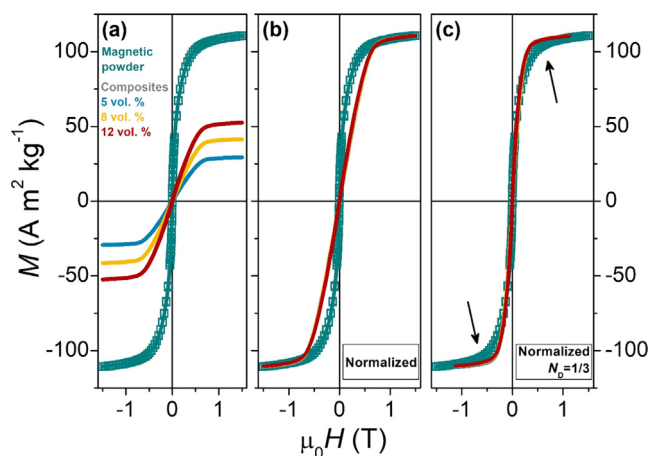 (a)
(b)
(c)
Magnetic
powder
Composites
5 vol. %
8 vol. %
12 vol. %
Normalized
Normalized
N_D=1/3
100
50
0
-50
-100
100
50
0
-50
-100
-1 0 1
-1 0 1
-1 0 1
M (A m² kg⁻¹)
μ₀H (T)